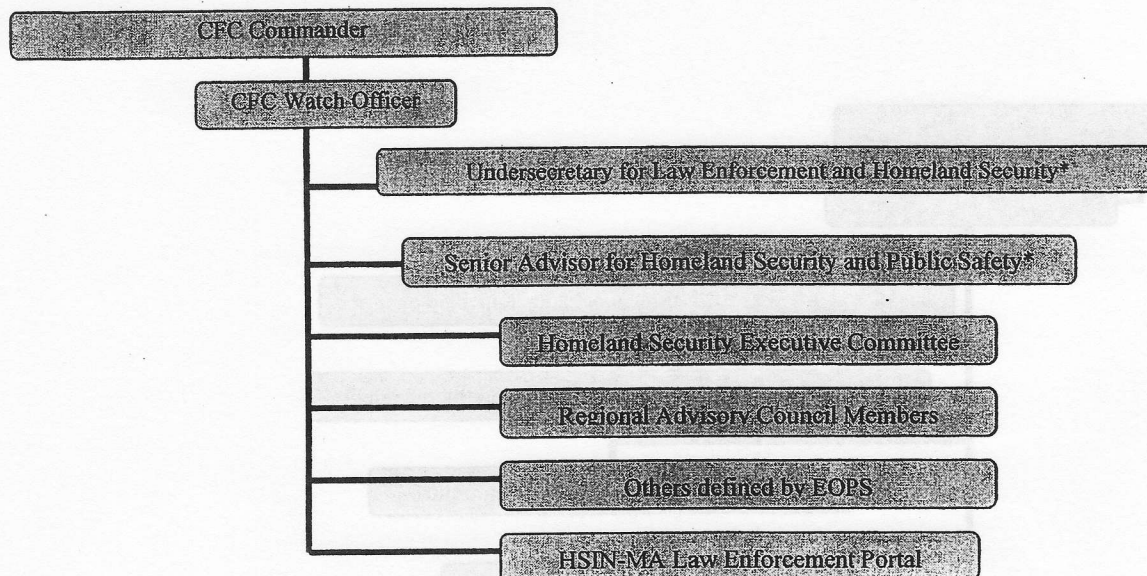 CFC Commander
CFC Watch Officer
Undersecretary for Law Enforcement and Homeland Security*
Senior Advisor for Homeland Security and Public Safety*
Homeland Security Executive Committee
Regional Advisory Council Members
Others defined by EOPS
HSIN-MA Law Enforcement Portal